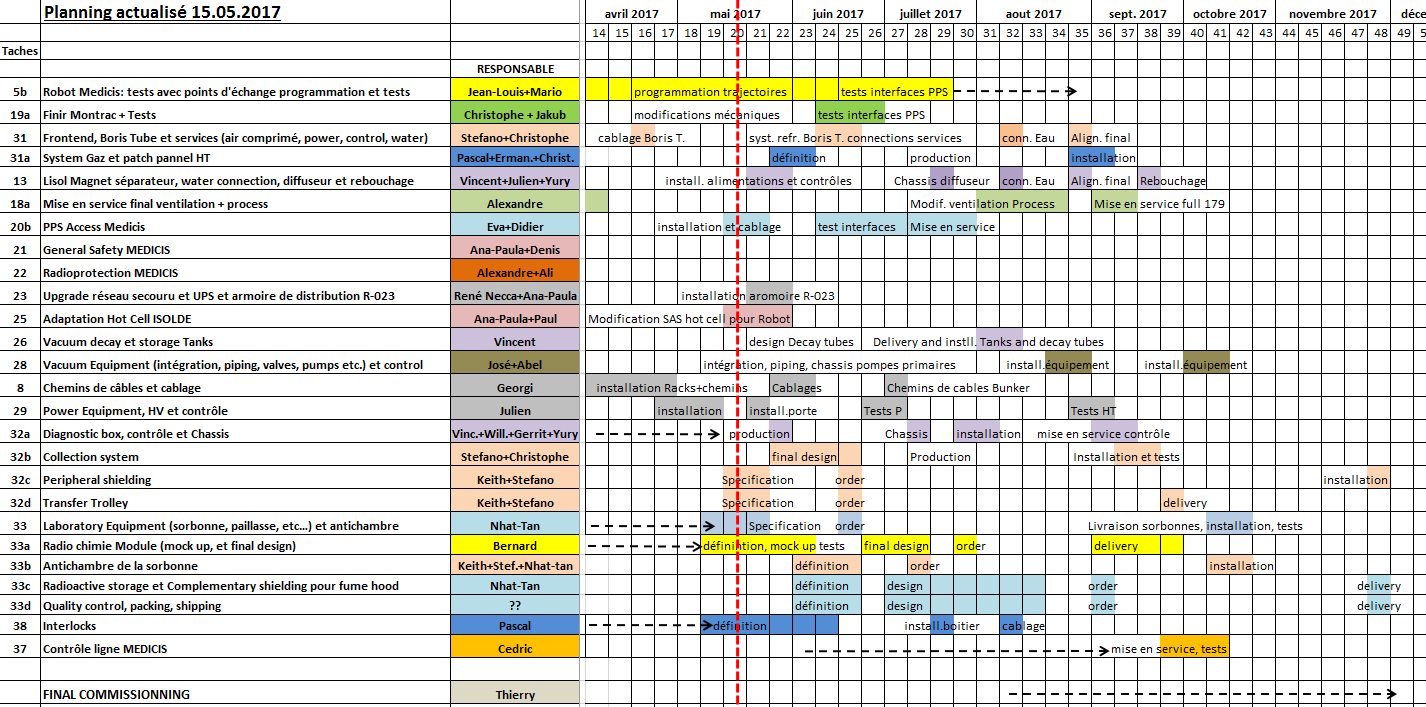 Planning actualisé 15.05.2017
avril 2017 mai 2017 juin 2017 juillet 2017 aout 2017 sept. 2017 octobre 2017 novembre 2017 déce
14 15 16 17 18 19 20 21 22 23 24 25 26 27 28 29 30 31 32 33 34 35 36 37 38 39 40 41 42 43 44 45 46 47 48 49 5
Taches
RESPONSABLE
5b Robot Medicis: tests avec points d'échange programmation et tests Jean-Louis+Mario programmation trajectoires tests interfaces PPS
19a Finir Montrac + Tests Christophe + Jakub modifications mécaniques tests interfaces PPS
31 Frontend, Boris Tube et services (air comprimé, power, control, water) Stefano+Christophe cablage Boris T. syst. refr. Boris T. connections services conn. Eau Align. final
31a System Gaz et patch pannel HT Pascal+Erman.+Christ. définition production installation
13 Lisol Magnet séparateur, water connection, diffuseur et rebouchage Vincent+Julien+Yury install. alimentations et contrôles Chassis diffuseur conn. Eau Align. final Rebouchage
18a Mise en service final ventilation + process Alexandre Modif. ventilation Process Mise en service full 179
20b PPS Access Medicis Eva+Didier installation et cablage test interfaces Mise en service
21 General Safety MEDICIS Ana-Paula+Denis
22 Radioprotection MEDICIS Alexandre+Ali
23 Upgrade réseau secouru et UPS et armoire de distribution R-023 René Necca+Ana-Paula installation aromoire R-023
25 Adaptation Hot Cell ISOLDE Ana-Paula+Paul Modification SAS hot cell pour Robot
26 Vacuum decay et storage Tanks Vincent design Decay tubes Delivery and instll. Tanks and decay tubes
28 Vacuum Equipment (intégration, piping, valves, pumps etc.) et control José+Abel intégration, piping, chassis pompes primaires install.équipement install.équipement
8 Chemins de câbles et cablage Georgi installation Racks+chemins Cablages Chemins de cables Bunker
29 Power Equipment, HV et contrôle Julien installation install.porte Tests P Tests HT
32a Diagnostic box, contrôle et Chassis Vinc.+Will.+Gerrit+Yury production Chassis installation mise en service contrôle
32b Collection system Stefano+Christophe final design Production Installation et tests
32c Peripheral shielding Keith+Stefano Specification order installation
32d Transfer Trolley Keith+Stefano Specification order delivery
33 Laboratory Equipment (sorbonne, paillasse, etc...) et antichambre Nhat-Tan Specification order Livraison sorbonnes, installation, tests
33a Radio chimie Module (mock up, et final design) Bernard définintion, mock up tests final design order delivery
33b Antichambre de la sorbonne Keith+Stef.+Nhat-tan définition order installation
33c Radioactive storage et Complementary shielding pour fume hood Nhat-Tan définition design order delivery
33d Quality control, packing, shipping ?? définition design order delivery
38 Interlocks Pascal définition install.boitier cablage
37 Contrôle ligne MEDICIS Cedric mise en service, tests
FINAL COMMISSIONNING Thierry